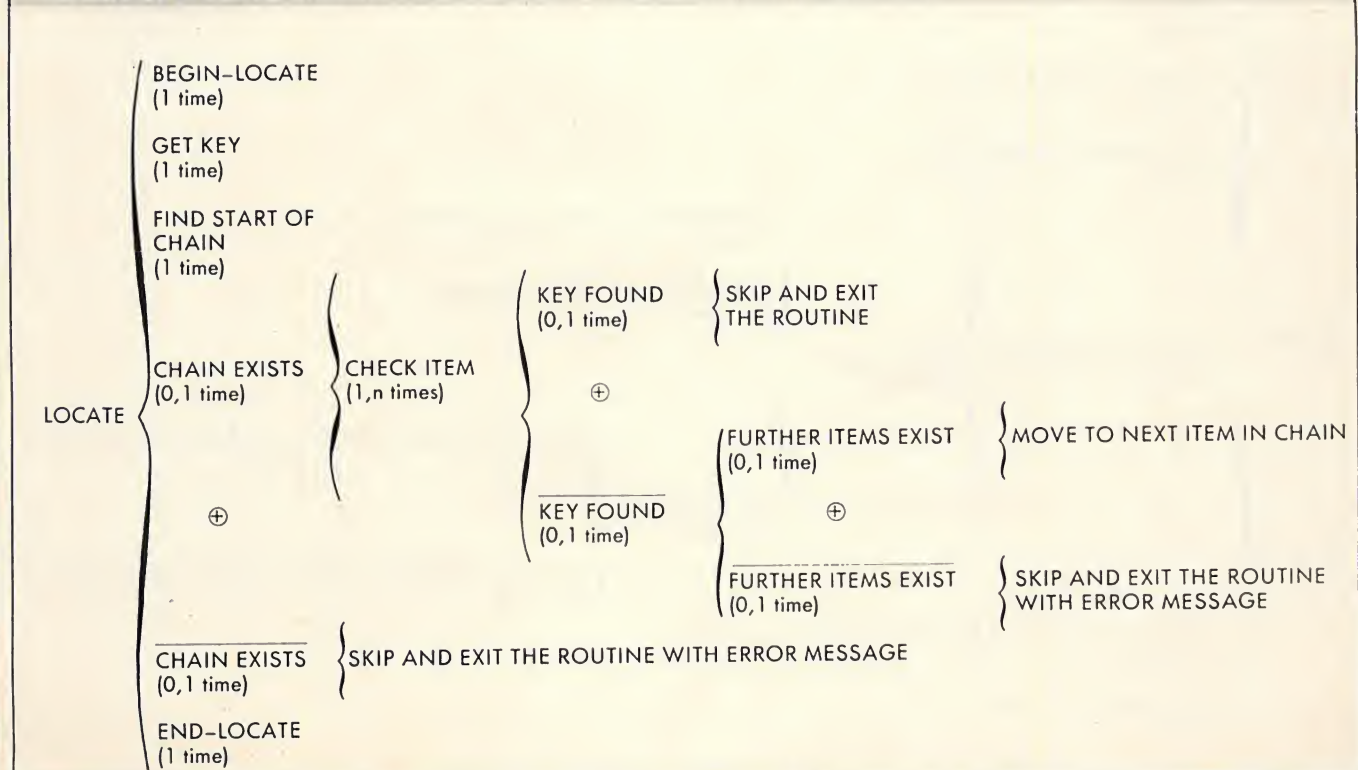 BEGIN–LOCATE
(1 time)
GET KEY
(1 time)
FIND START OF
CHAIN
(1 time)
LOCATE
CHAIN EXISTS
(0,1 time)
CHECK ITEM
(1,n times)
KEY FOUND
(0,1 time)
SKIP AND EXIT
THE ROUTINE
⊕
KEY FOUND
(0,1 time)
FURTHER ITEMS EXIST
(0,1 time)
MOVE TO NEXT ITEM IN CHAIN
⊕
FURTHER ITEMS EXIST
(0,1 time)
SKIP AND EXIT THE ROUTINE
WITH ERROR MESSAGE
⊕
CHAIN EXISTS
(0,1 time)
SKIP AND EXIT THE ROUTINE WITH ERROR MESSAGE
END–LOCATE
(1 time)